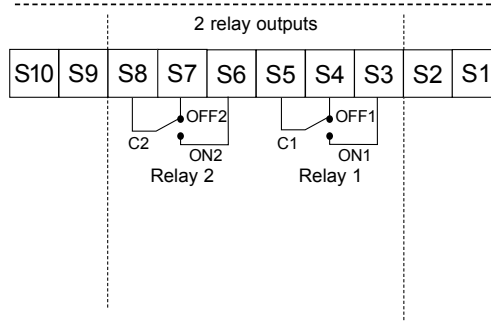 2 relay outputs
S10 S9 S8 S7 S6 S5 S4 S3 S2 S1
OFF2 OFF1
C2 C1
ON2 ON1
Relay 2 Relay 1